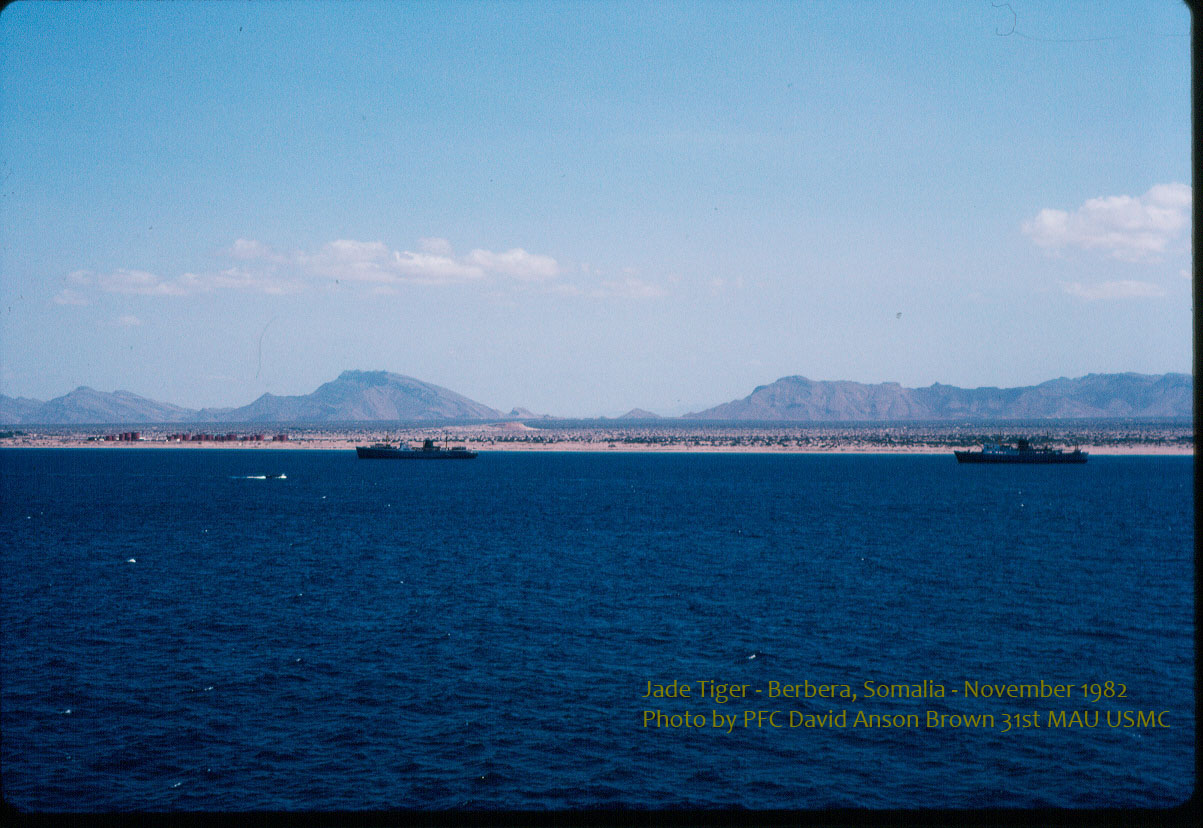 Jade Tiger - Berbera, Somalia - November 1982
Photo by PFC David Anson Brown 31st MAU USMC